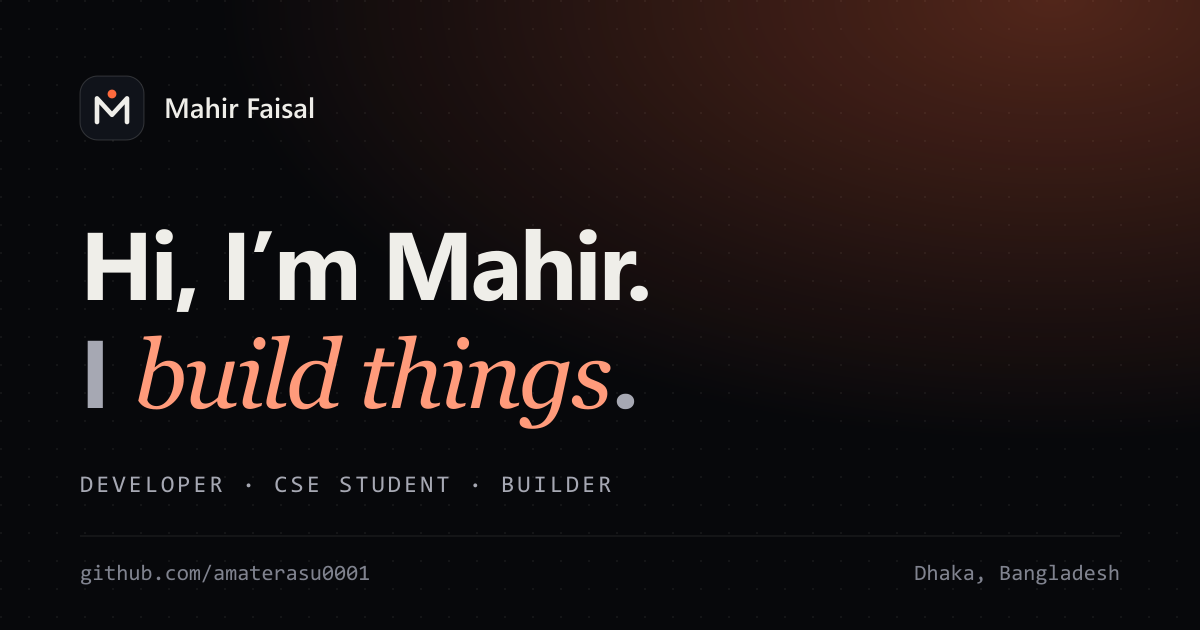 M
Mahir Faisal
Hi, I’m Mahir.
I build things.
DEVELOPER · CSE STUDENT · BUILDER
github.com/amaterasu0001
Dhaka, Bangladesh